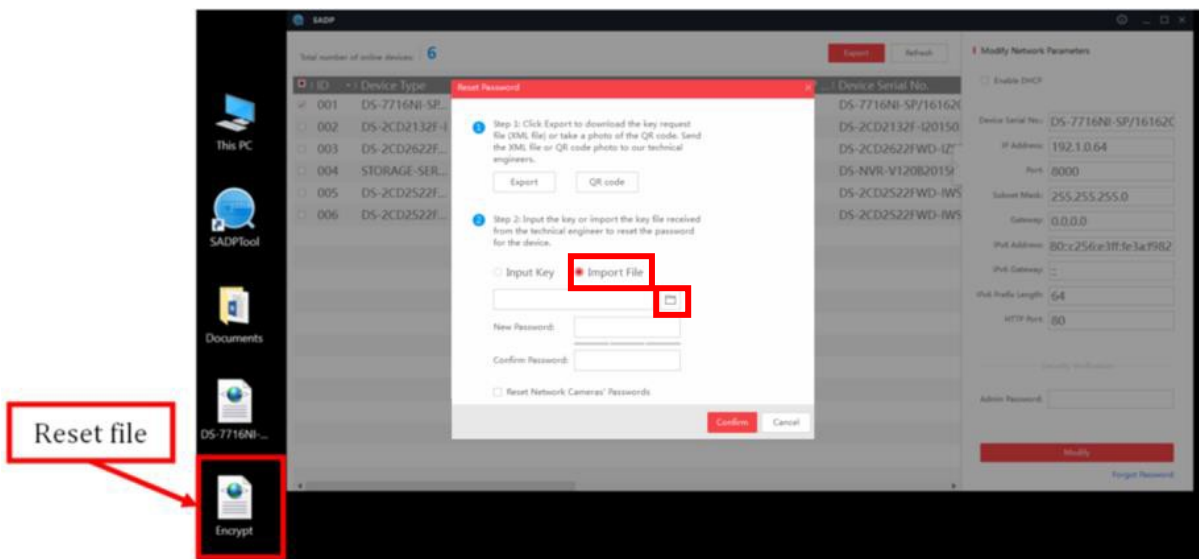 SADP
Total number of online devices: 6
Export
Refresh
ID
Device Type
Device Serial No.
001 DS-7716NI-SP... DS-7716NI-SP/16162
002 DS-2CD2132F-I DS-2CD2132F-I20150
003 DS-2CD2622F... DS-2CD2622FWD-IZ
004 STORAGE-SER... DS-NVR-V120B2015
005 DS-2CD2522F... DS-2CD2522FWD-IWS
006 DS-2CD2522F... DS-2CD2522FWD-IWS
This PC
SADPTool
Documents
DS-7716NI-...
Encrypt
Reset file
Reset Password
1
Step 1: Click Export to download the key request
file (XML file) or take a photo of the QR code. Send
the XML file or QR code photo to our technical
engineers.
Export
QR code
2
Step 2: Input the key or import the key file received
from the technical engineer to reset the password
for the device.
Input Key
Import File
New Password:
Confirm Password:
Reset Network Cameras' Passwords
Confirm
Cancel
Modify Network Parameters
Enable DHCP
Device Serial No.: DS-7716NI-SP/16162
IP Address: 192.1.0.64
Port: 8000
Subnet Mask: 255.255.255.0
Gateway: 0.0.0.0
IPv6 Address:
IPv6 Gateway: ::
IPv6 Prefix Length: 64
HTTP Port: 80
Security Verification
Admin Password:
Modify
Forgot Password